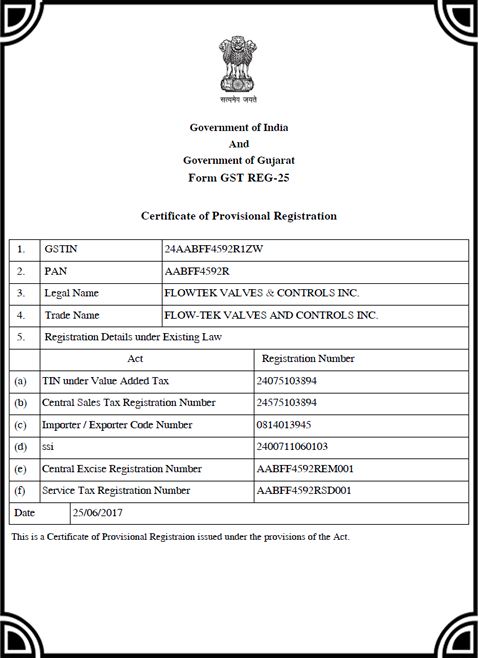 सत्यमेव जयते
Government of India
And
Government of Gujarat
Form GST REG-25
Certificate of Provisional Registration
1. GSTIN 24AABFF4592R1ZW
2. PAN AABFF4592R
3. Legal Name FLOWTEK VALVES & CONTROLS INC.
4. Trade Name FLOW-TEK VALVES AND CONTROLS INC.
5. Registration Details under Existing Law
Act Registration Number
(a) TIN under Value Added Tax 24075103894
(b) Central Sales Tax Registration Number 24575103894
(c) Importer / Exporter Code Number 0814013945
(d) ssi 2400711060103
(e) Central Excise Registration Number AABFF4592REM001
(f) Service Tax Registration Number AABFF4592RSD001
Date 25/06/2017
This is a Certificate of Provisional Registraion issued under the provisions of the Act.